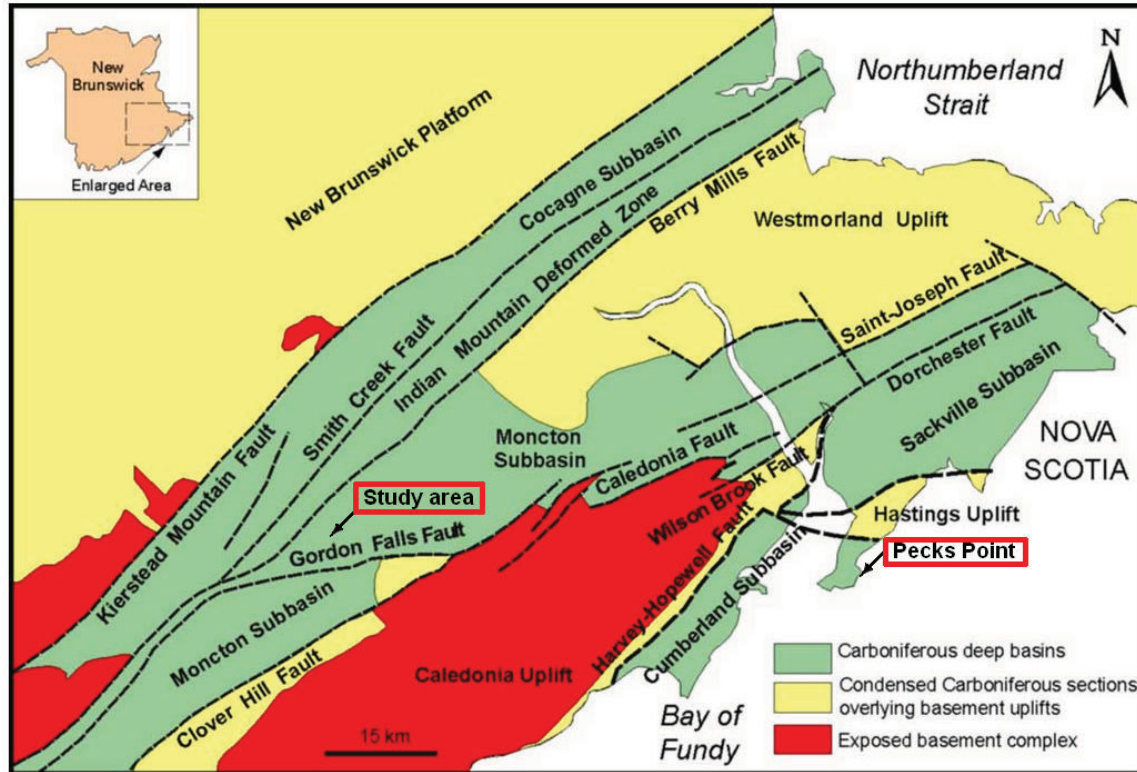 New
Brunswick
Enlarged Area
N
Northumberland
Strait
New Brunswick Platform
Cocagne Subbasin
Indian Mountain Deformed Zone
Berry Mills Fault
Westmorland Uplift
Smith Creek Fault
Saint-Joseph Fault
Dorchester Fault
Sackville Subbasin
Moncton
Subbasin
NOVA
SCOTIA
Kierstead Mountain Fault
Study area
Caledonia Fault
Wilson Brook Fault
Gordon Falls Fault
Hastings Uplift
Pecks Point
Moncton Subbasin
Harvey-Hopewell Fault
Cumberland Subbasin
Clover Hill Fault
Caledonia Uplift
15 km
Bay of
Fundy
Carboniferous deep basins
Condensed Carboniferous sections
overlying basement uplifts
Exposed basement complex